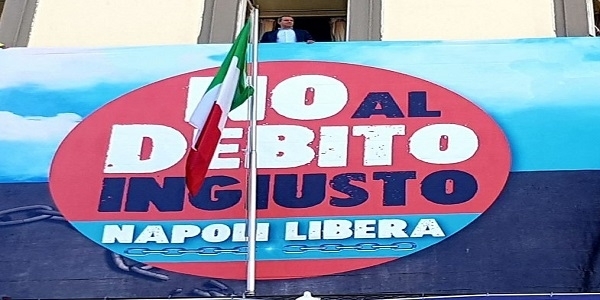 NO AL
DEBITO
INGIUSTO
NAPOLI LIBERA